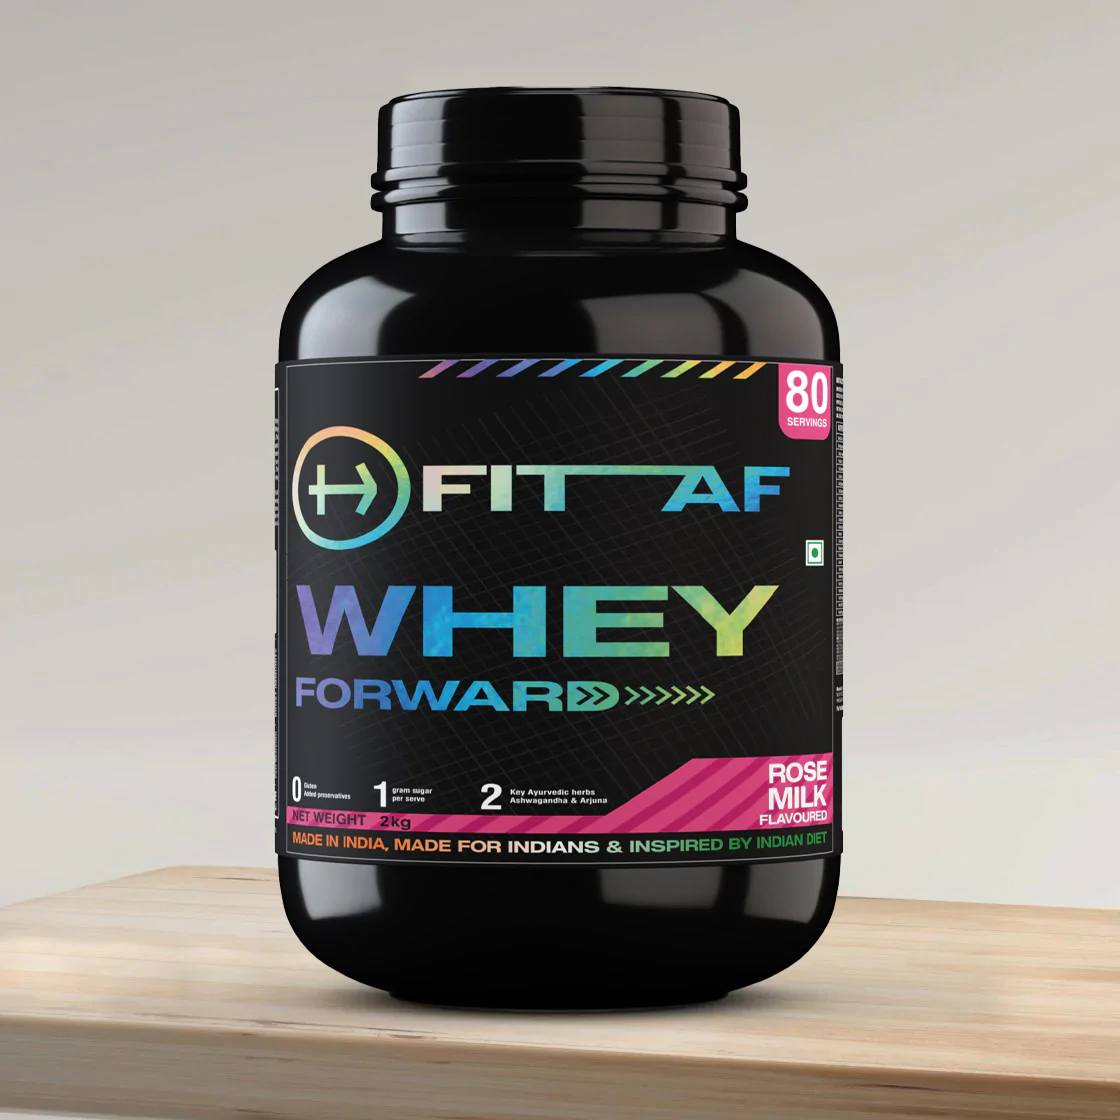 80
SERVINGS
FIT AF
WHEY
FORWARD
0 Gluten
Added preservatives
1 gram sugar
per serve
2 Key Ayurvedic herbs
Ashwagandha & Arjuna
ROSE
MILK
FLAVOURED
NET WEIGHT 2kg
MADE IN INDIA, MADE FOR INDIANS & INSPIRED BY INDIAN DIET